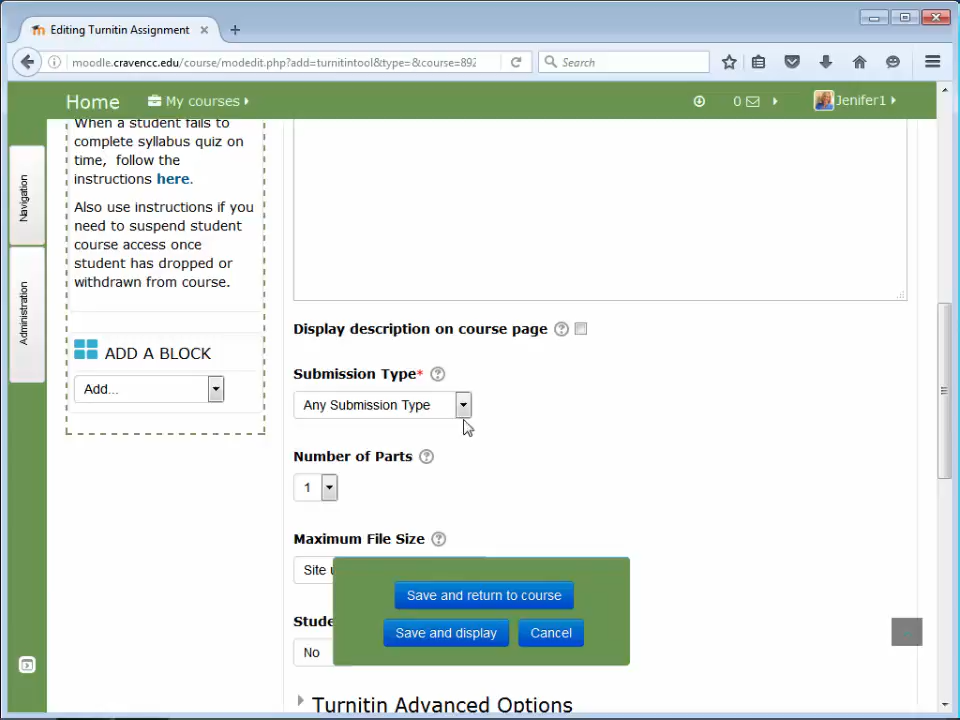 Editing Turnitin Assignment
moodle.cravencc.edu/course/modedit.php?add=turnitintool&type=&course=892
Search
Home
My courses
0
Jenifer1
Navigation
Administration
When a student fails to
complete syllabus quiz on
time, follow the
instructions here.
Also use instructions if you
need to suspend student
course access once
student has dropped or
withdrawn from course.
ADD A BLOCK
Add...
Display description on course page
Submission Type*
Any Submission Type
Number of Parts
1
Maximum File Size
Site u
Stude
No
Save and return to course
Save and display
Cancel
Turnitin Advanced Options